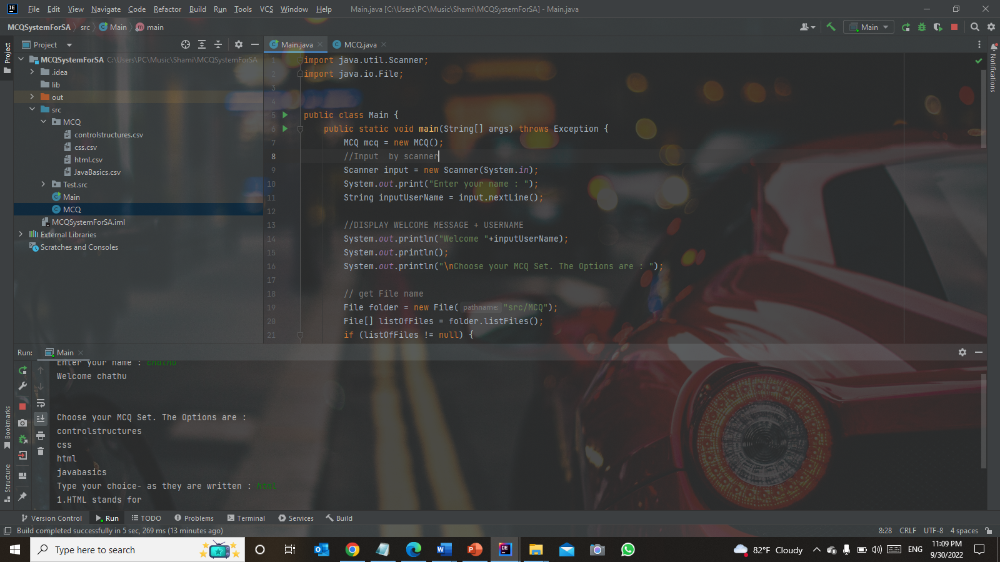 File Edit View Navigate Code Refactor Build Run Tools VCS Window Help Main.java [C:\Users\PC\Music\Shami\MCQSystemForSA] - Main.java
MCQSystemForSA src Main main
Main
Project
Main.java
MCQ.java
Project
Notifications
MCQSystemForSA C:\Users\PC\Music\Shami\MCQSystemForSA
.idea
lib
out
src
MCQ
controlstructures.csv
css.csv
html.csv
JavaBasics.csv
Test.src
Main
MCQ
MCQSystemForSA.iml
External Libraries
Scratches and Consoles
1 import java.util.Scanner;
2 import java.io.File;
3
4
5 public class Main {
6 public static void main(String[] args) throws Exception {
7 MCQ mcq = new MCQ();
8 //Input  by scanner
9 Scanner input = new Scanner(System.in);
10 System.out.print("Enter your name : ");
11 String inputUserName = input.nextLine();
12
13 //DISPLAY WELCOME MESSAGE + USERNAME
14 System.out.println("Welcome "+inputUserName);
15 System.out.println();
16 System.out.println("\nChoose your MCQ Set. The Options are : ");
17
18 // get File name
19 File folder = new File( pathname: "src/MCQ");
20 File[] listOfFiles = folder.listFiles();
21 if (listOfFiles != null) {
Run: Main
Enter your name : chathu
Welcome chathu
Choose your MCQ Set. The Options are :
controlstructures
css
html
javabasics
Type your choice- as they are written : html
1.HTML stands for
Bookmarks
Structure
Version Control Run TODO Problems Terminal Services Build
Build completed successfully in 5 sec, 269 ms (13 minutes ago) 8:28 CRLF UTF-8 4 spaces
Type here to search
82°F Cloudy ENG
11:09 PM
9/30/2022